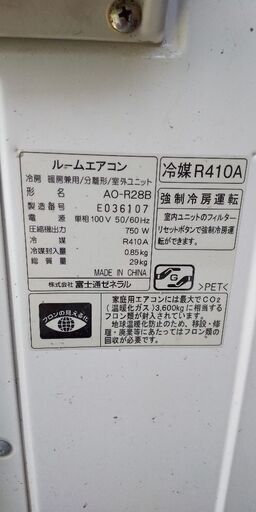 ルームエアコン
冷房 暖房兼用/分離形/室外ユニット
形 名 AO-R28B
製造番号 E036107
電 源 単相100V 50/60Hz
圧縮機出力 750 W
冷 媒 R410A
冷媒封入量 0.85kg
総 質 量 29kg
MADE IN CHINA
株式会社 富士通ゼネラル
冷媒R410A
強制冷房運転
室内ユニットのフィルター
リセットボタンで強制冷房運
転ができます。
G
>PET<
フロンの見える化
家庭用エアコンには最大でCO2
(温暖化ガス)3,600kgに相当する
フロン類が封入されています。
地球温暖化防止のため、移設・修
理・廃棄等にあたってはフロン類の
回収が必要です。